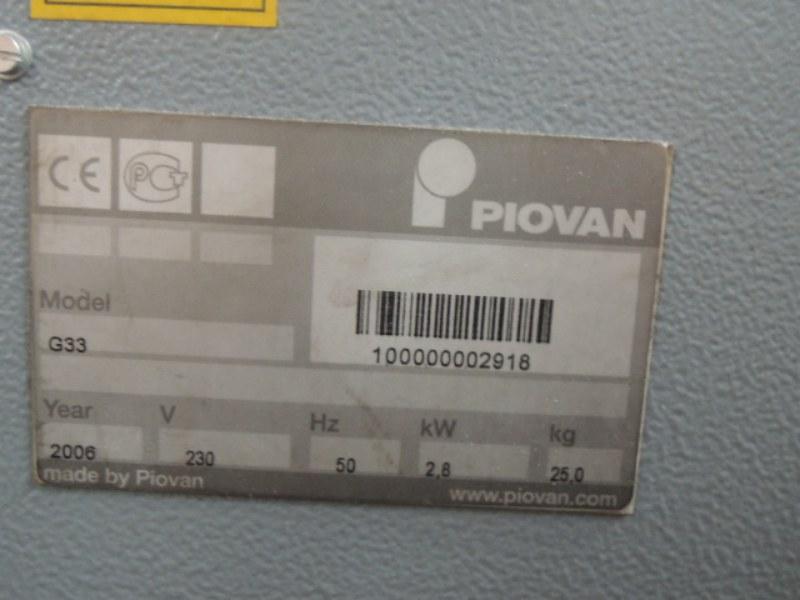 CE PCT
PIOVAN
Model
G33
100000002918
Year V Hz kW kg
2006 230 50 2,8 25,0
made by Piovan
www.piovan.com